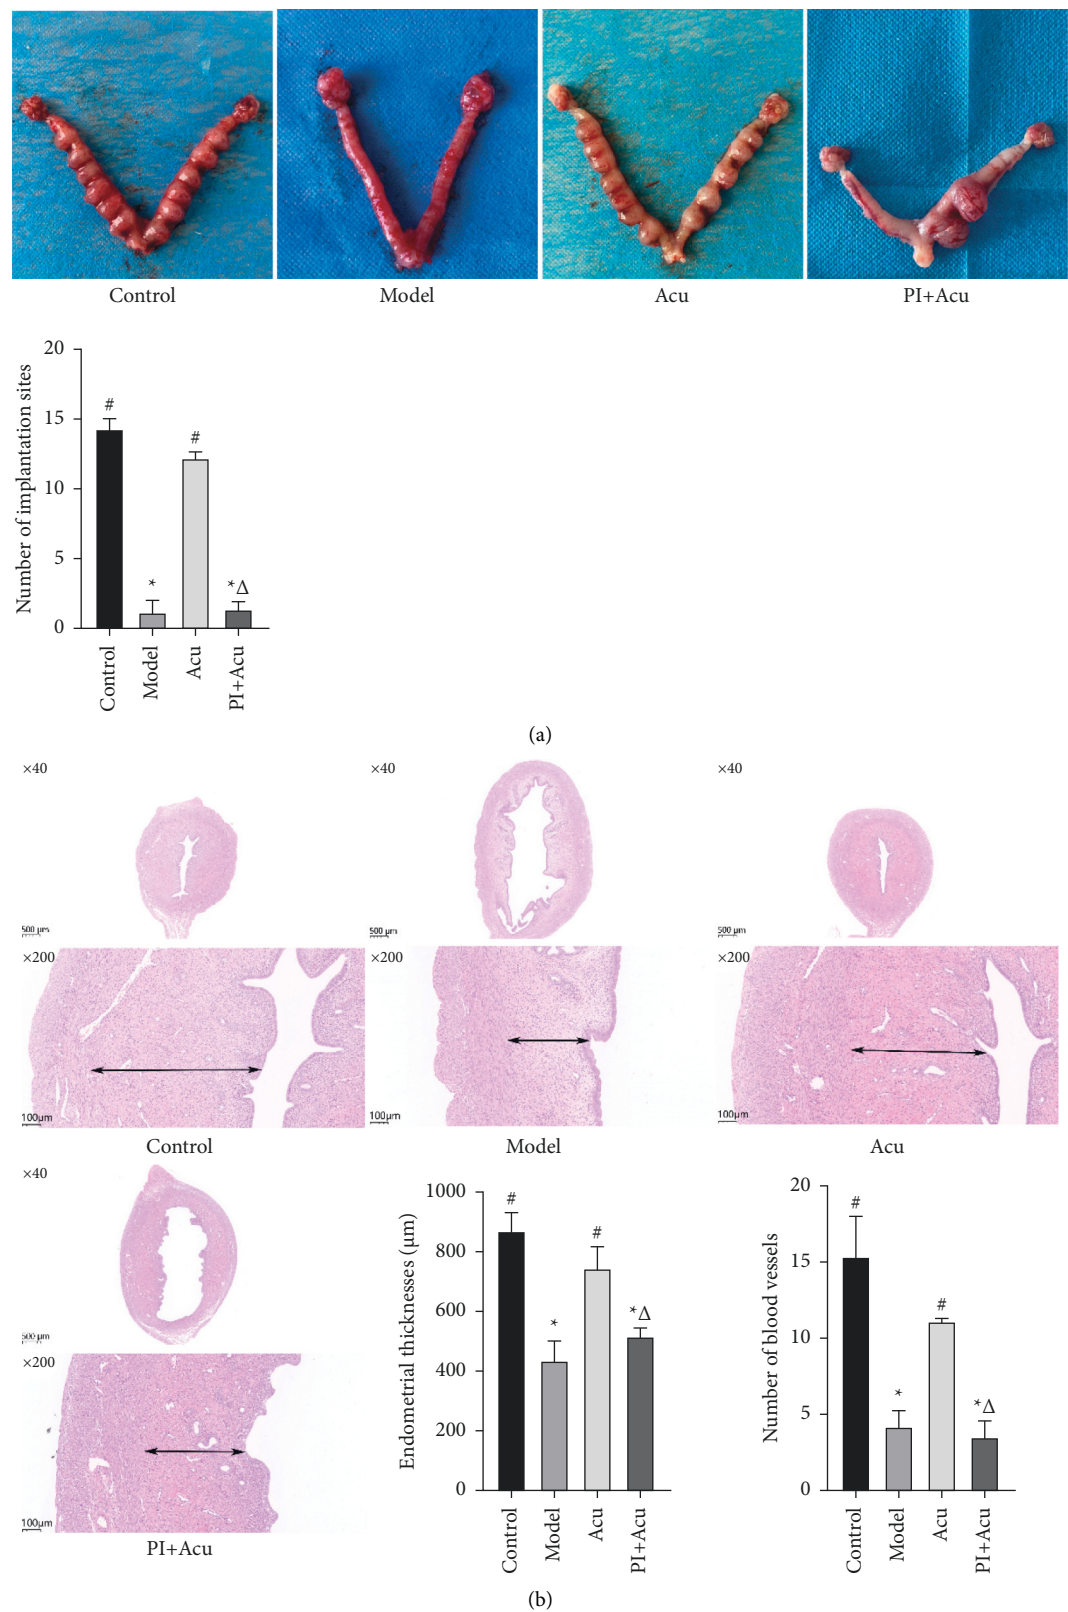 Control
Model
Acu
PI+Acu
Number of implantation sites
20
15
10
5
0
#
*
#
*Δ
Control
Model
Acu
PI+Acu
(a)
×40
500 μm
×200
100μm
Control
×40
500 μm
×200
100μm
Model
×40
500 μm
×200
100μm
Acu
×40
500 μm
×200
100μm
PI+Acu
Endometrial thicknesses (μm)
1000
800
600
400
200
0
#
*
#
*Δ
Control
Model
Acu
PI+Acu
Number of blood vessels
20
15
10
5
0
#
*
#
*Δ
Control
Model
Acu
PI+Acu
(b)